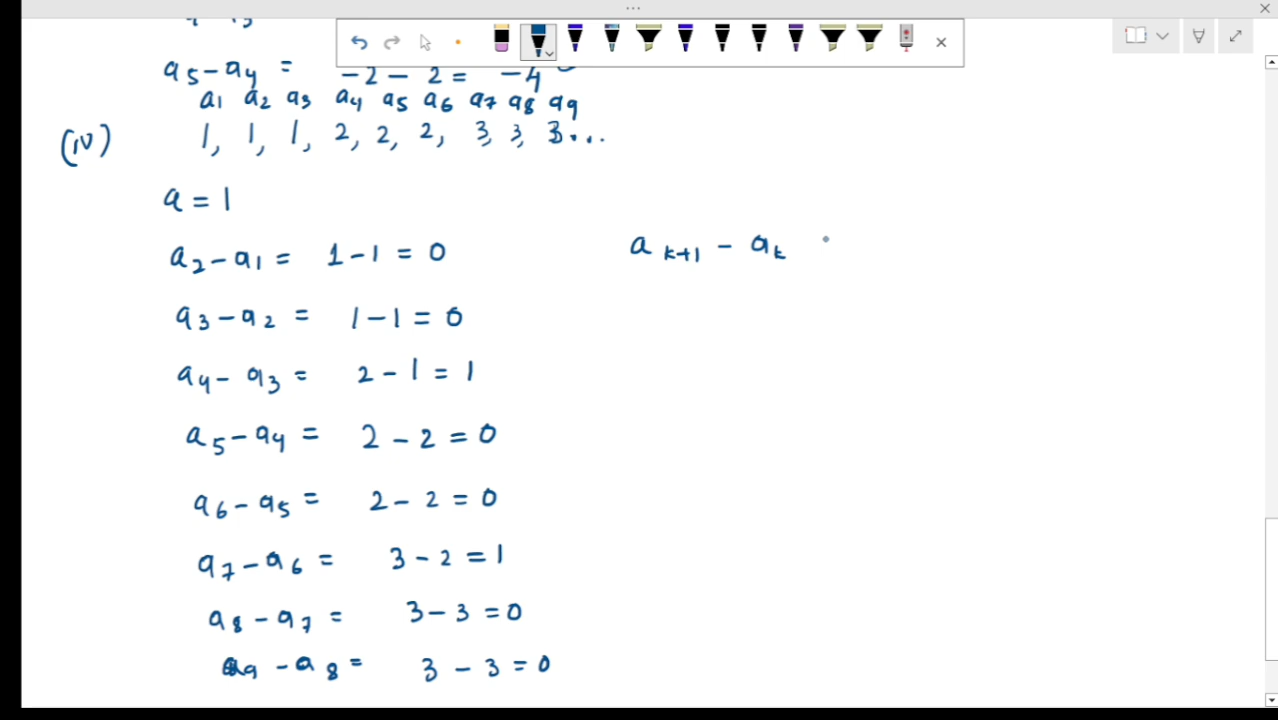 a5 - a4 = -2 - 2 = -4
a1 a2 a3 a4 a5 a6 a7 a8 a9
(iv) 1, 1, 1, 2, 2, 2, 3, 3, 3...
a = 1
a2 - a1 = 1 - 1 = 0
a k+1 - ak
a3 - a2 = 1 - 1 = 0
a4 - a3 = 2 - 1 = 1
a5 - a4 = 2 - 2 = 0
a6 - a5 = 2 - 2 = 0
a7 - a6 = 3 - 2 = 1
a8 - a7 = 3 - 3 = 0
a9 - a8 = 3 - 3 = 0